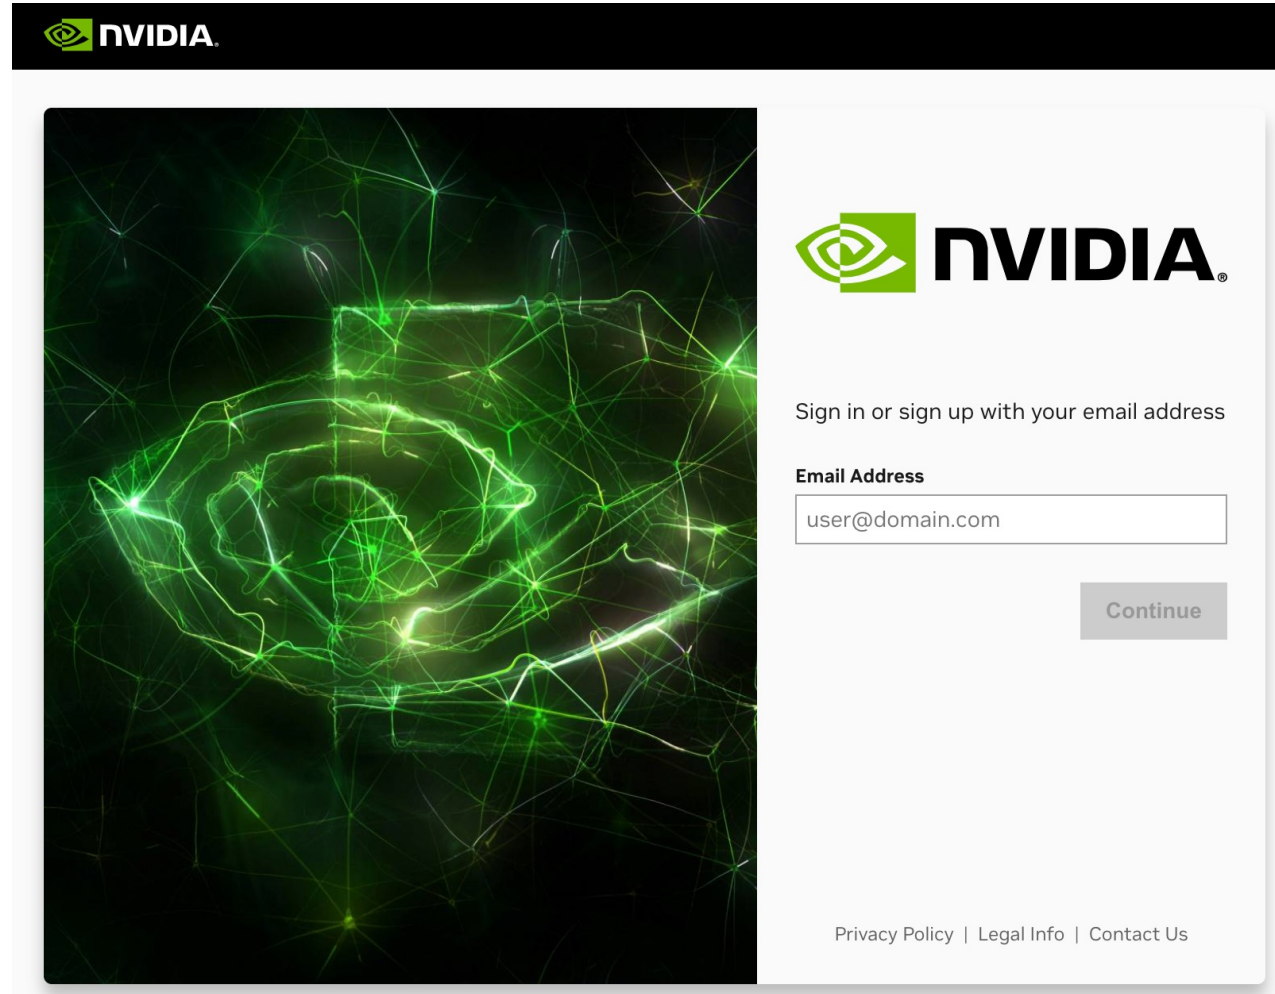 NVIDIA.
NVIDIA.®
Sign in or sign up with your email address
Email Address
user@domain.com
Continue
Privacy Policy | Legal Info | Contact Us